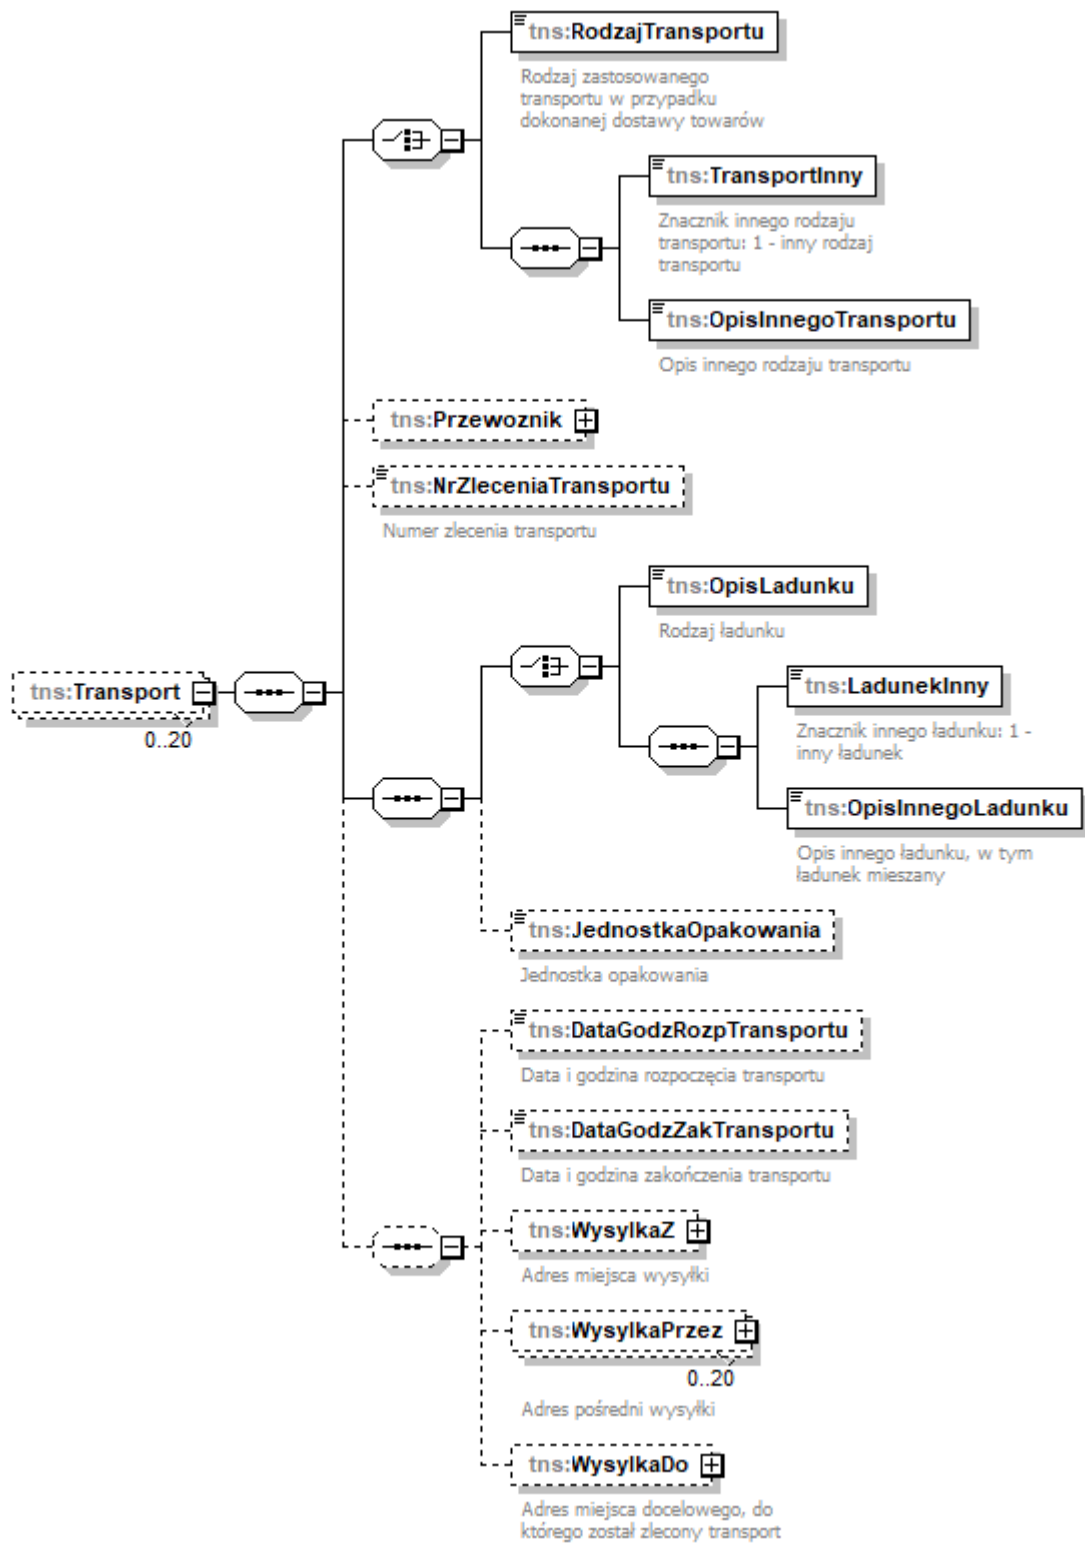 tns:RodzajTransportu
Rodzaj zastosowanego
transportu w przypadku
dokonanej dostawy towarów
tns:TransportInny
Znacznik innego rodzaju
transportu: 1 - inny rodzaj
transportu
tns:OpisInnegoTransportu
Opis innego rodzaju transportu
tns:Przewoznik
tns:NrZleceniaTransportu
Numer zlecenia transportu
tns:OpisLadunku
Rodzaj ładunku
tns:Transport
0..20
tns:LadunekInny
Znacznik innego ładunku: 1 -
inny ładunek
tns:OpisInnegoLadunku
Opis innego ładunku, w tym
ładunek mieszany
tns:JednostkaOpakowania
Jednostka opakowania
tns:DataGodzRozpTransportu
Data i godzina rozpoczęcia transportu
tns:DataGodzZakTransportu
Data i godzina zakończenia transportu
tns:WysylkaZ
Adres miejsca wysyłki
tns:WysylkaPrzez
0..20
Adres pośredni wysyłki
tns:WysylkaDo
Adres miejsca docelowego, do
którego został zlecony transport